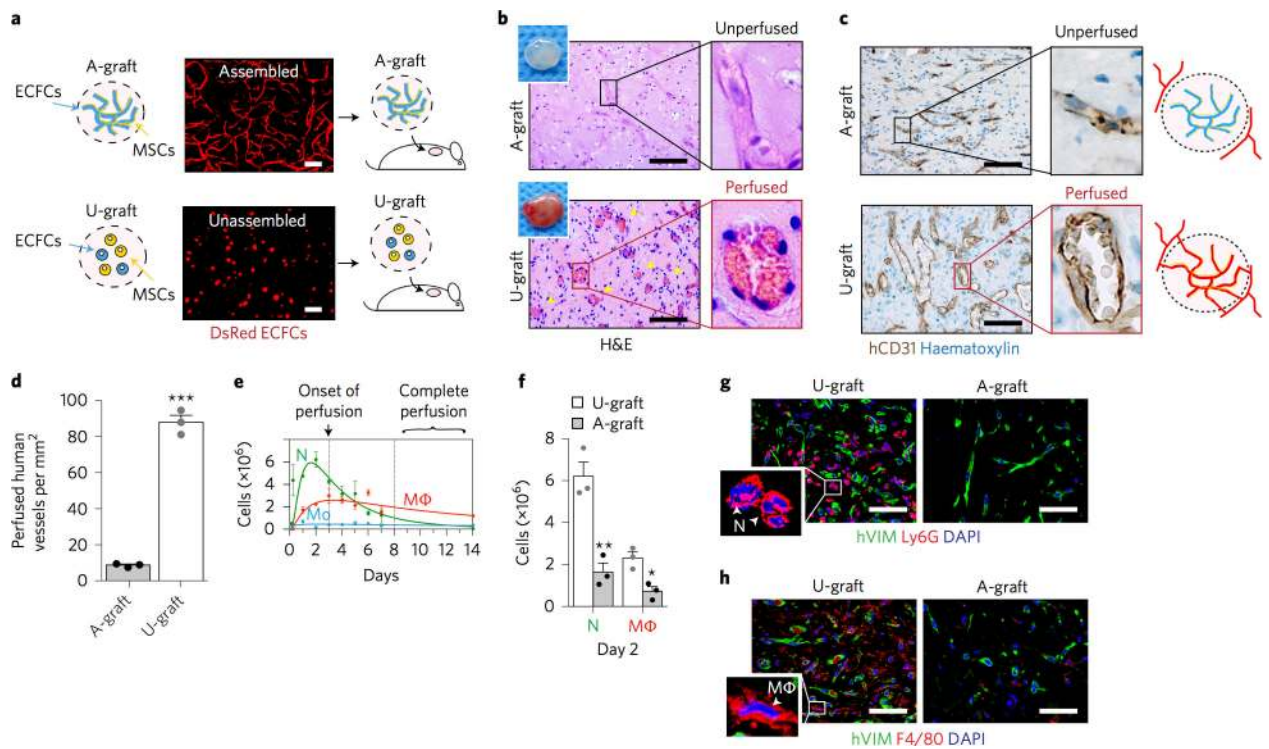 a
A-graft
ECFCs
MSCs
Assembled
A-graft
U-graft
ECFCs
MSCs
Unassembled
U-graft
DsRed ECFCs
b
Unperfused
A-graft
Perfused
U-graft
H&E
c
Unperfused
A-graft
Perfused
U-graft
hCD31 Haematoxylin
d
Perfused human
vessels per mm²
100
80
60
40
20
0
***
A-graft
U-graft
e
Onset of
perfusion
Complete
perfusion
Cells (×10⁶)
6
4
2
0
N
MΦ
Mo
0 2 4 6 8 10 12 14
Days
f
U-graft
A-graft
Cells (×10⁶)
8
6
4
2
0
**
*
N MΦ
Day 2
g
U-graft A-graft
N
hVIM Ly6G DAPI
h
U-graft A-graft
MΦ
hVIM F4/80 DAPI